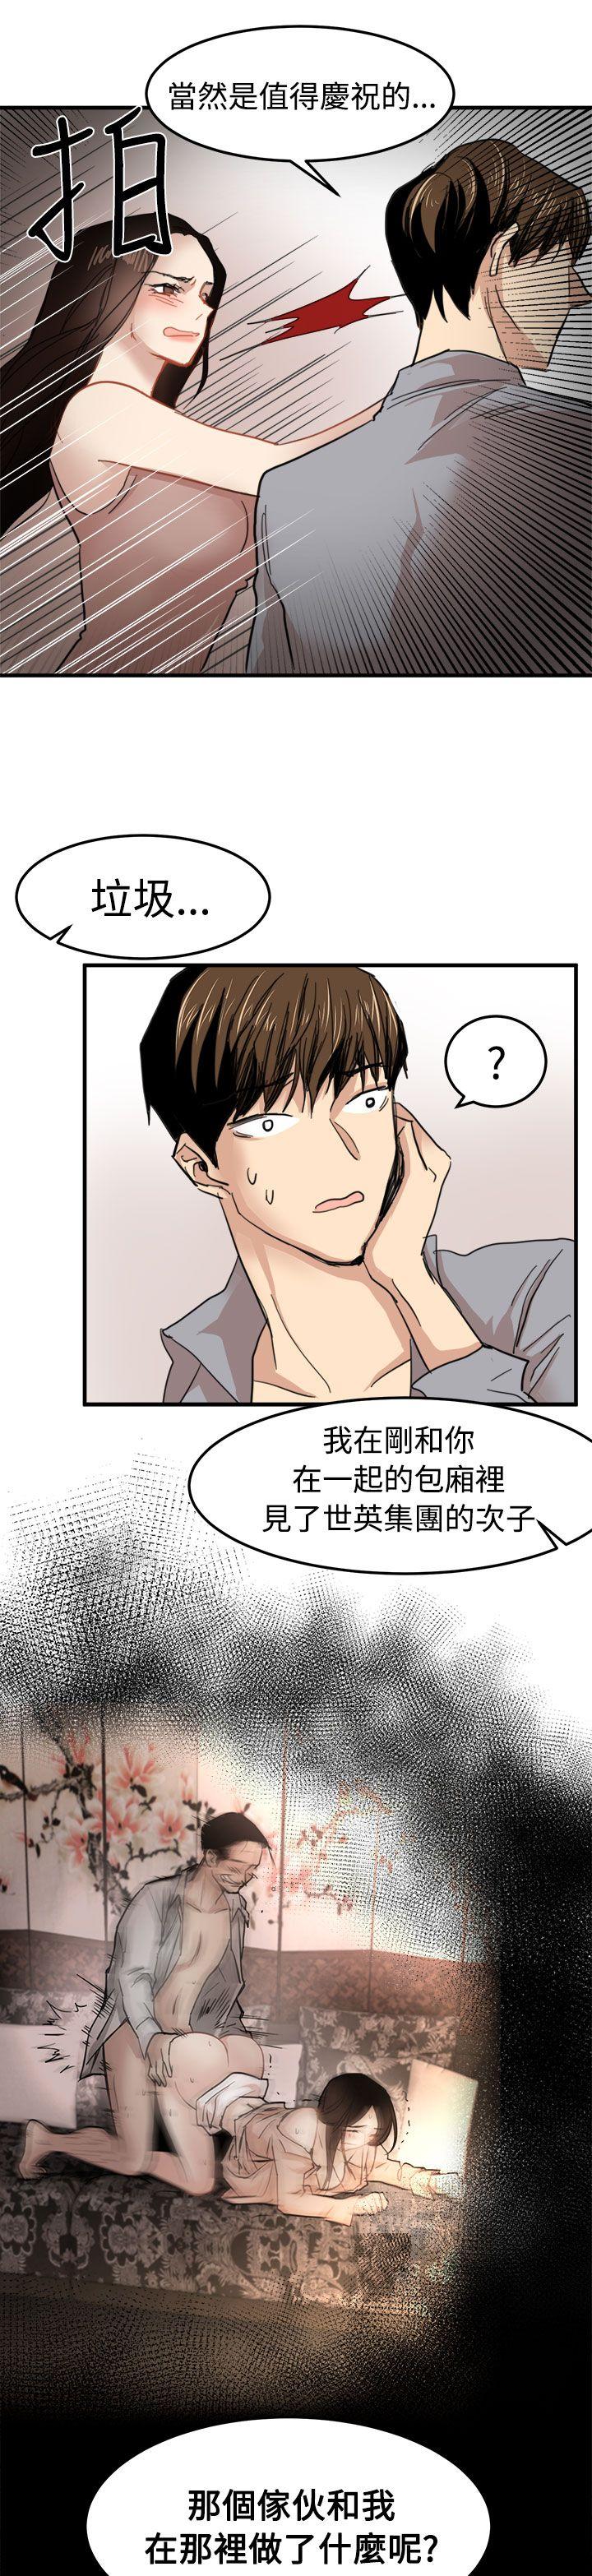 當然是值得慶祝的...
拍
垃圾...
?
我在剛和你
在一起的包廂裡
見了世英集團的次子
那個傢伙和我
在那裡做了什麼呢?